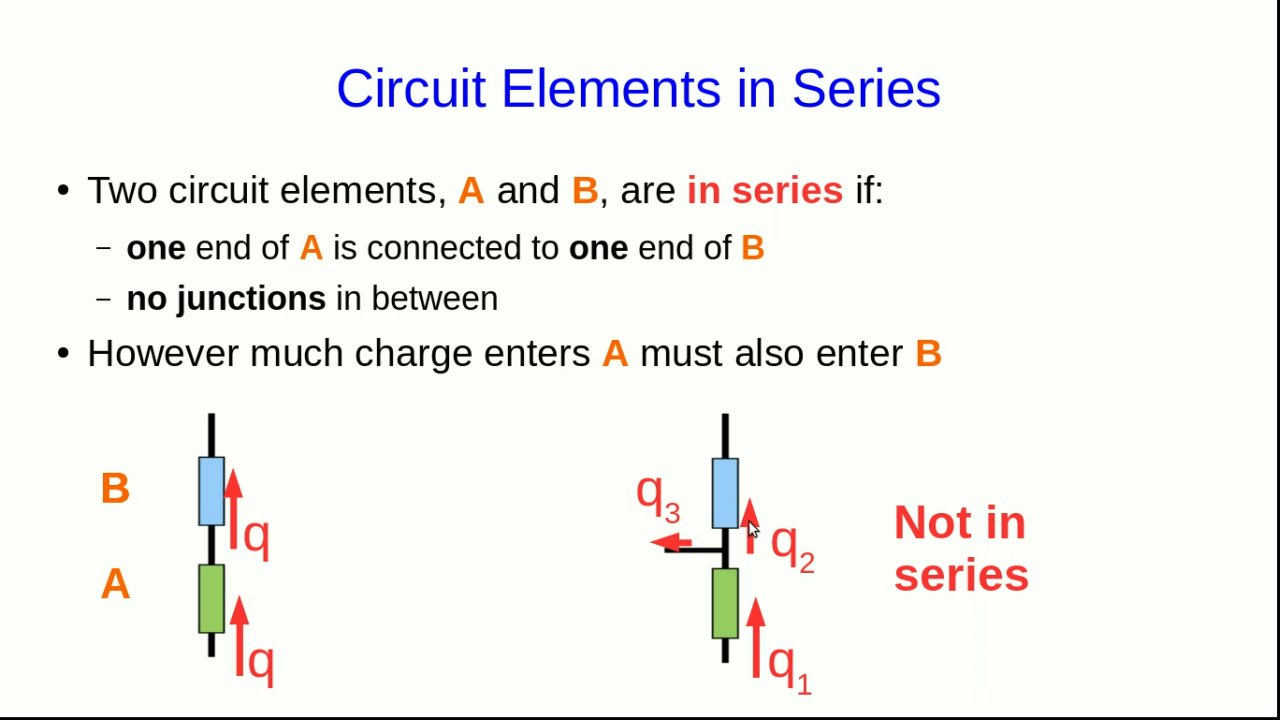 Circuit Elements in Series
• Two circuit elements, A and B, are in series if:
– one end of A is connected to one end of B
– no junctions in between
• However much charge enters A must also enter B
B
q
A
q
q3
q2
q1
Not in
series